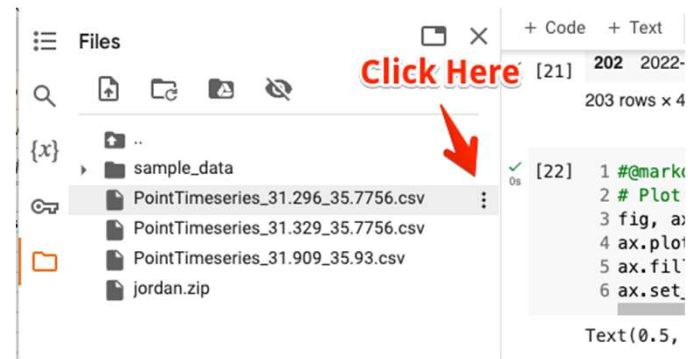 Files
Click Here
{x}
..
sample_data
PointTimeseries_31.296_35.7756.csv
PointTimeseries_31.329_35.7756.csv
PointTimeseries_31.909_35.93.csv
jordan.zip
+ Code + Text
[21] 202 2022-
203 rows × 4
0s [22] 1 #@markd
2 # Plot
3 fig, ax
4 ax.plot
5 ax.fill
6 ax.set_
Text(0.5,